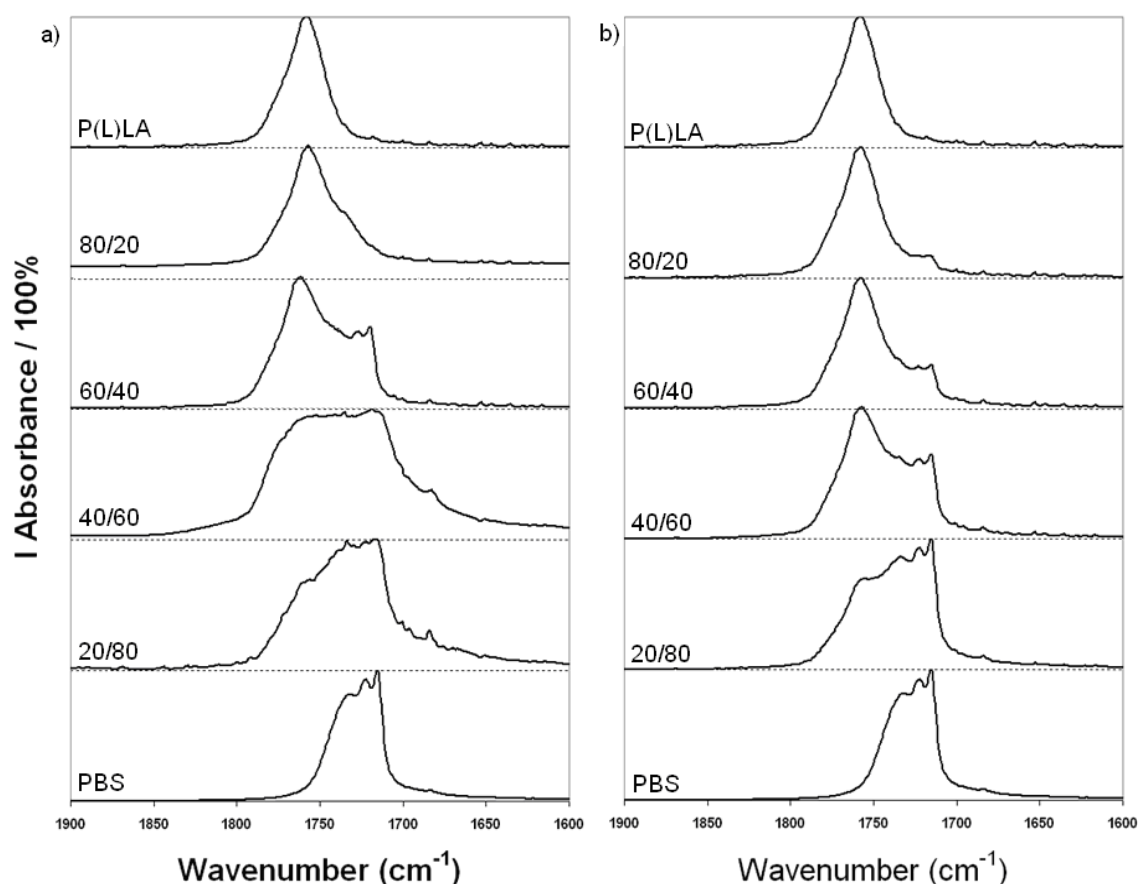 a)
P(L)LA
80/20
60/40
40/60
20/80
PBS
1900 1850 1800 1750 1700 1650 1600
Wavenumber (cm-1)
I Absorbance / 100%
b)
P(L)LA
80/20
60/40
40/60
20/80
PBS
1900 1850 1800 1750 1700 1650 1600
Wavenumber (cm-1)